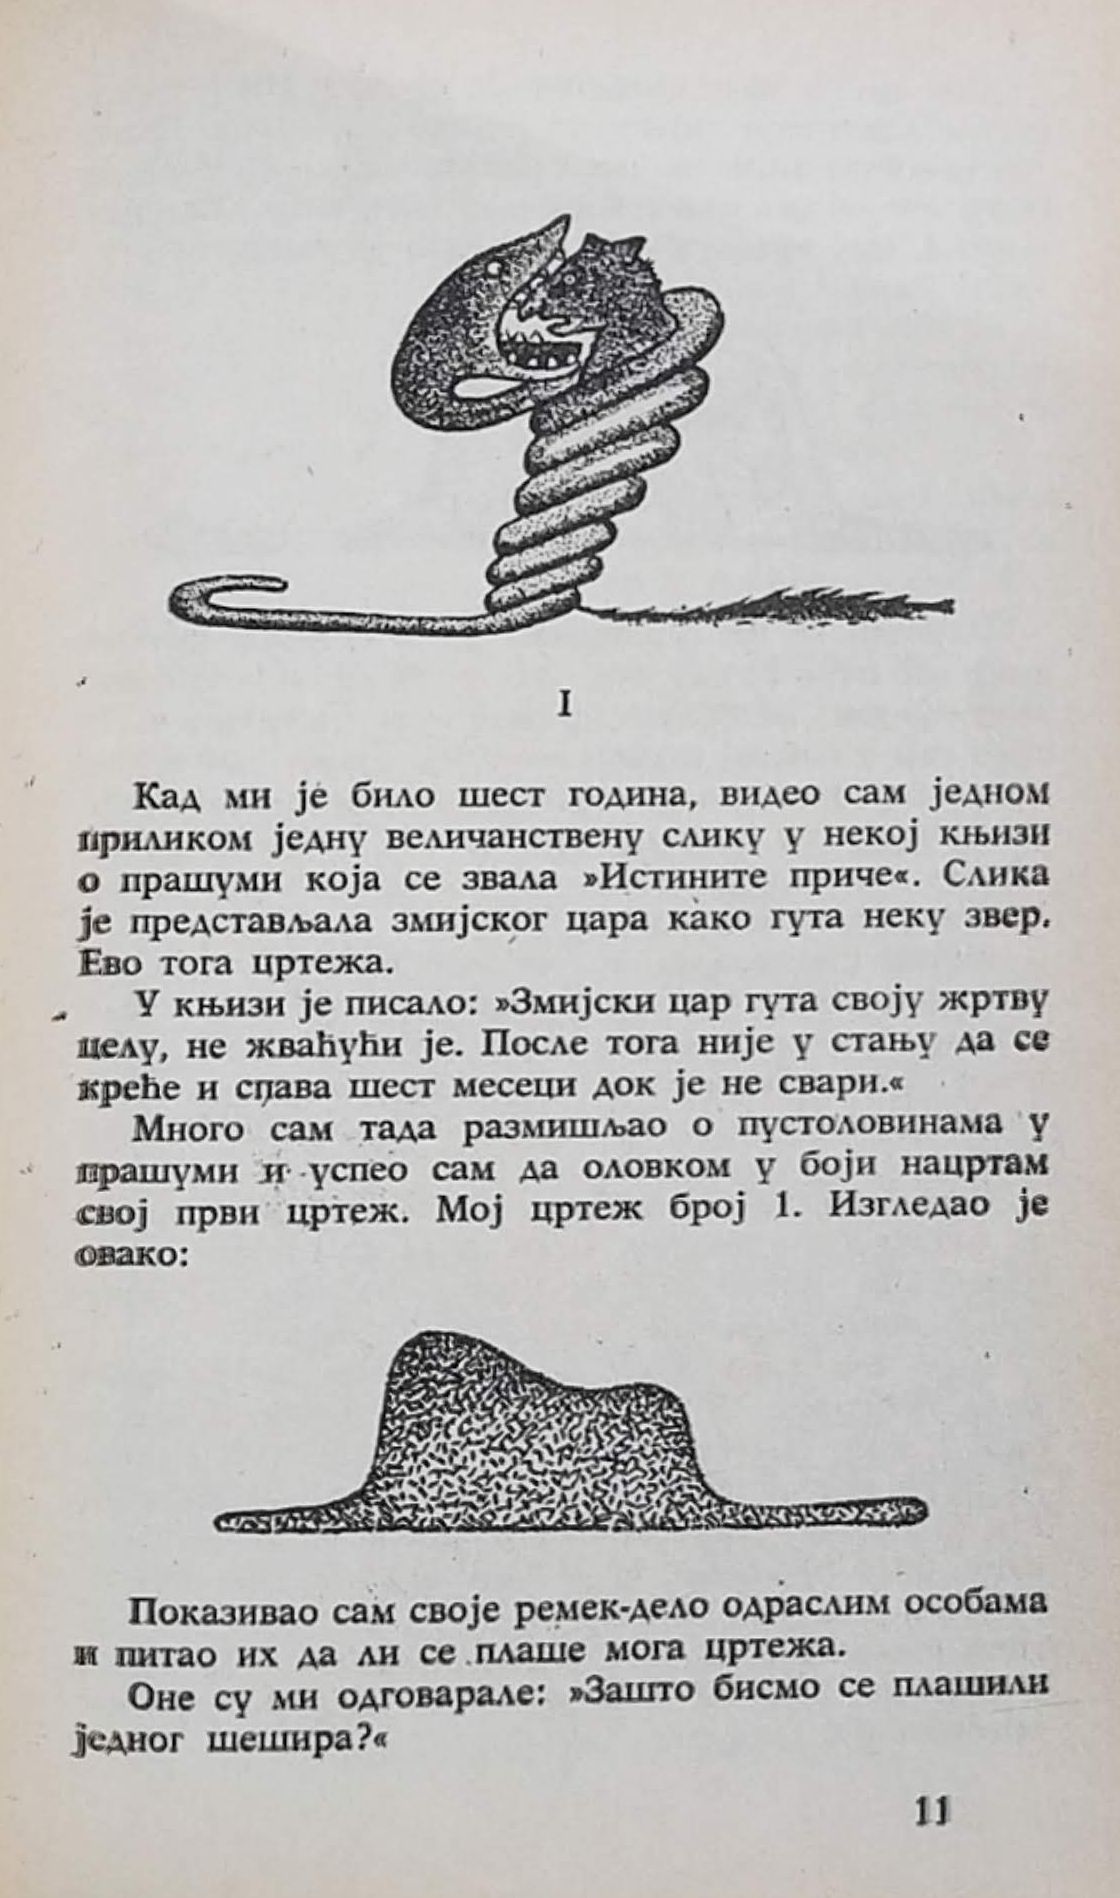 I
Кад ми је било шест година, видео сам једном
приликом једну величанствену слику у некој књизи
о прашуми која се звала »Истините приче«. Слика
је представљала змијског цара како гута неку звер.
Ево тога цртежа.
У књизи је писало: »Змијски цар гута своју жртву
целу, не жваћући је. После тога није у стању да се
креће и спава шест месеци док је не свари.«
Много сам тада размишљао о пустоловинама у
прашуми и успео сам да оловком у боји нацртам
свој први цртеж. Мој цртеж број 1. Изгледао је
овако:
Показивао сам своје ремек-дело одраслим особама
и питао их да ли се плаше мога цртежа.
Оне су ми одговарале: »Зашто бисмо се плашили
једног шешира?«
11